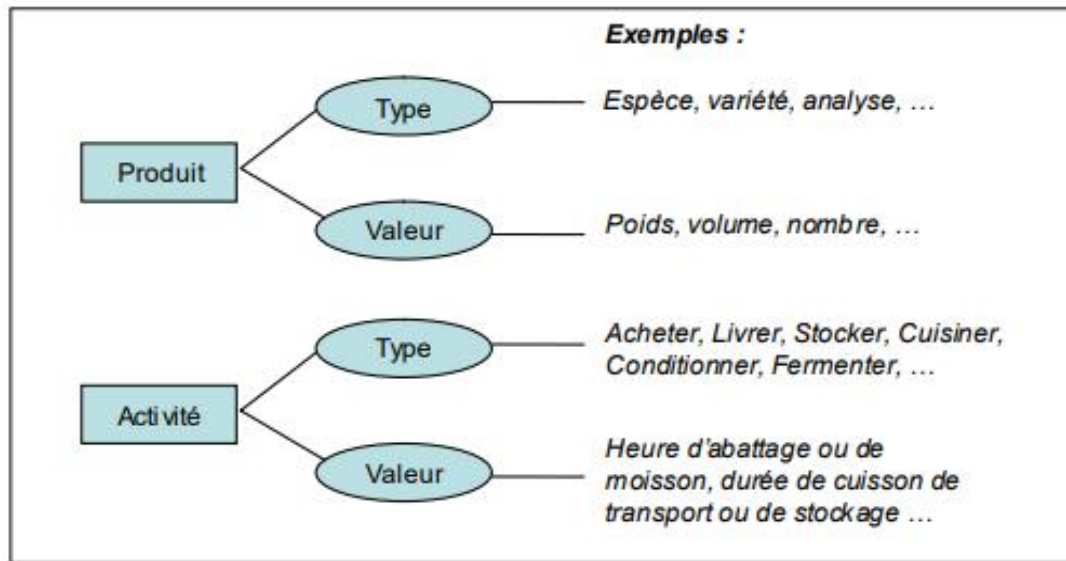 Exemples :
Type
Espèce, variété, analyse, …
Produit
Valeur
Poids, volume, nombre, …
Type
Acheter, Livrer, Stocker, Cuisiner,
Conditionner, Fermenter, …
Activité
Valeur
Heure d'abattage ou de
moisson, durée de cuisson de
transport ou de stockage …